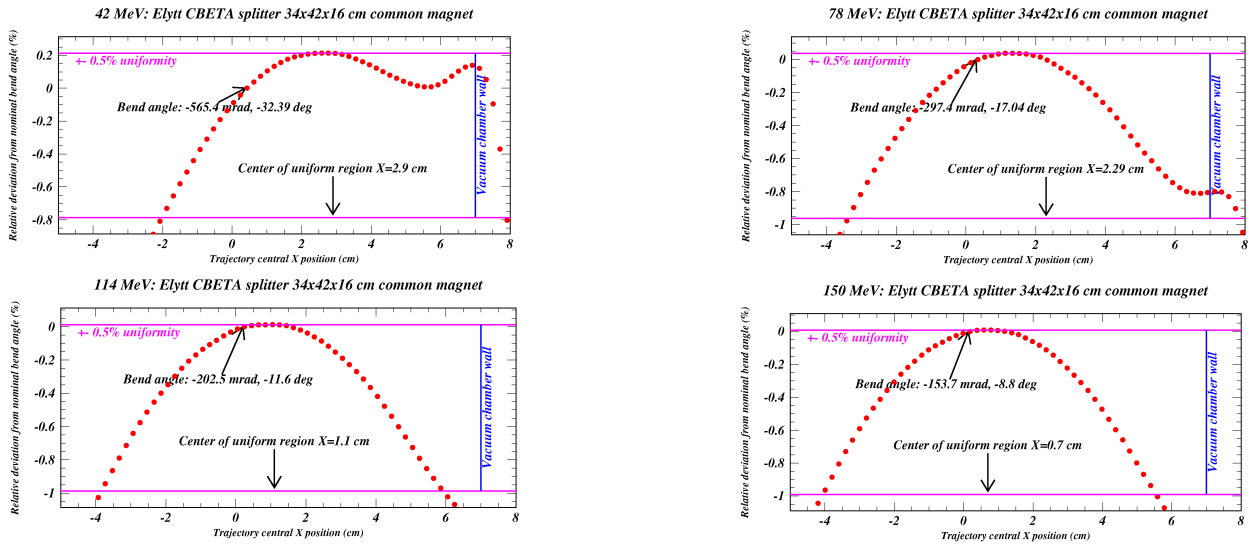 42 MeV: Elytt CBETA splitter 34x42x16 cm common magnet
Relative deviation from nominal bend angle (%)
0.2
0
-0.2
-0.4
-0.6
-0.8
+- 0.5% uniformity
Bend angle: -565.4 mrad, -32.39 deg
Center of uniform region X=2.9 cm
Vacuum chamber wall
-4 -2 0 2 4 6 8
Trajectory central X position (cm)
78 MeV: Elytt CBETA splitter 34x42x16 cm common magnet
Relative deviation from nominal bend angle (%)
0
-0.2
-0.4
-0.6
-0.8
-1
+- 0.5% uniformity
Bend angle: -297.4 mrad, -17.04 deg
Center of uniform region X=2.29 cm
Vacuum chamber wall
-4 -2 0 2 4 6 8
Trajectory central X position (cm)
114 MeV: Elytt CBETA splitter 34x42x16 cm common magnet
Relative deviation from nominal bend angle (%)
0
-0.2
-0.4
-0.6
-0.8
-1
+- 0.5% uniformity
Bend angle: -202.5 mrad, -11.6 deg
Center of uniform region X=1.1 cm
Vacuum chamber wall
-4 -2 0 2 4 6 8
Trajectory central X position (cm)
150 MeV: Elytt CBETA splitter 34x42x16 cm common magnet
Relative deviation from nominal bend angle (%)
0
-0.2
-0.4
-0.6
-0.8
-1
+- 0.5% uniformity
Bend angle: -153.7 mrad, -8.8 deg
Center of uniform region X=0.7 cm
Vacuum chamber wall
-4 -2 0 2 4 6 8
Trajectory central X position (cm)